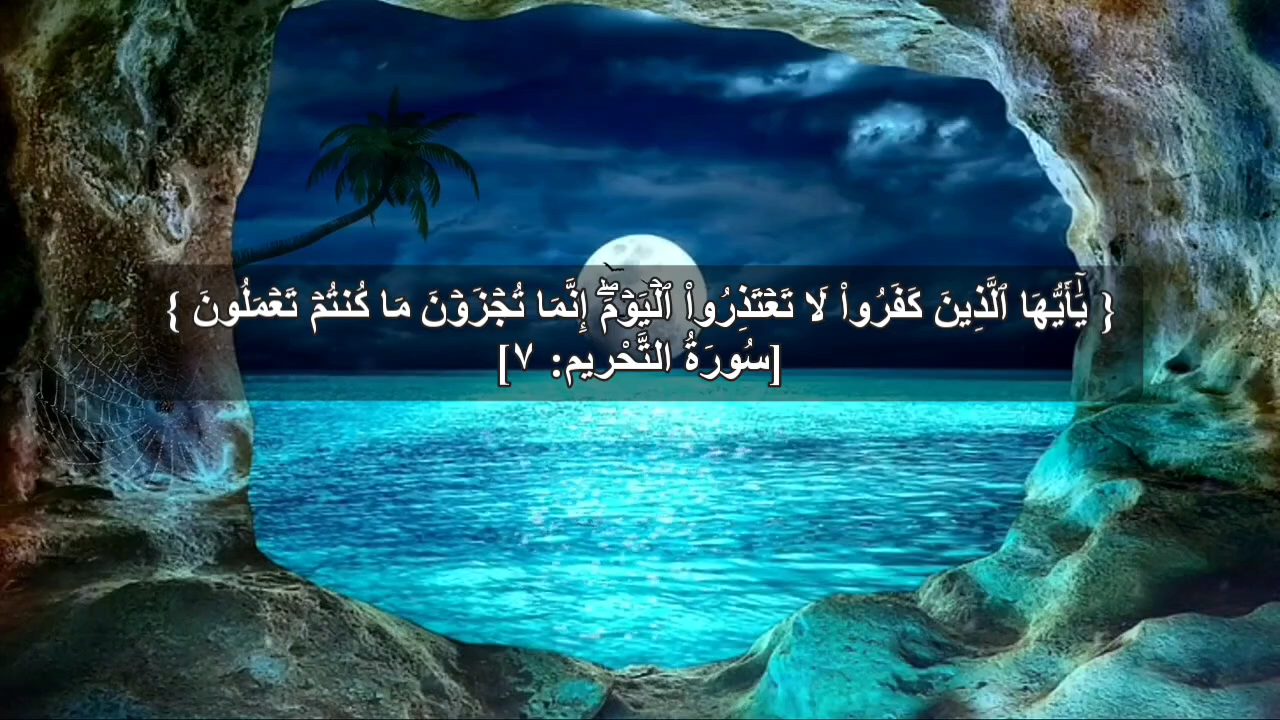 { يَٰٓأَيُّهَا ٱلَّذِينَ كَفَرُواْ لَا تَعۡتَذِرُواْ ٱلۡيَوۡمَۖ إِنَّمَا تُجۡزَوۡنَ مَا كُنتُمۡ تَعۡمَلُونَ }
[سُورَةُ التَّحْرِيم: ٧]